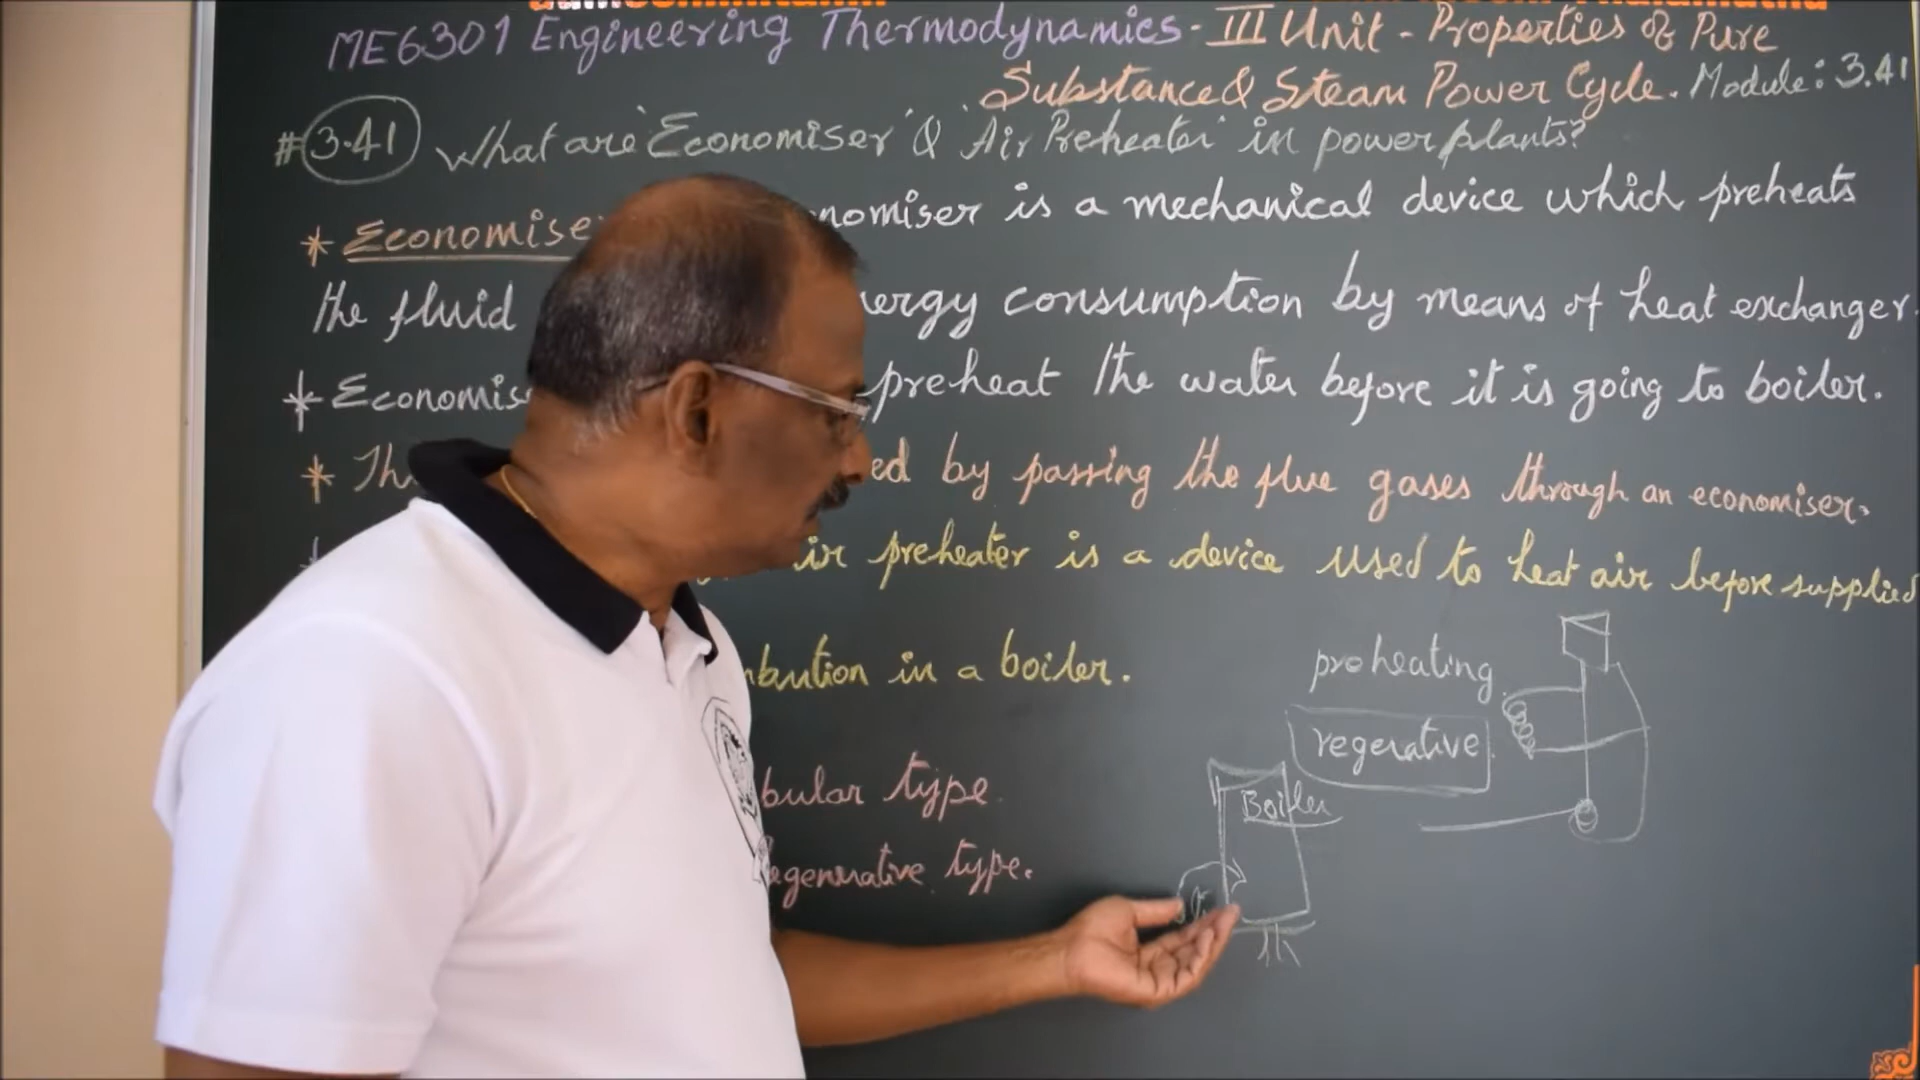 ME6301 Engineering Thermodynamics - III Unit - Properties of Pure
Substance & Steam Power Cycle. Module: 3.41
# 3.41 What are 'Economiser' & 'Air Preheater' in power plants?
* Economise nomiser is a mechanical device which preheats
the fluid ergy consumption by means of heat exchanger.
* Economis preheat the water before it is going to boiler.
* Th ed by passing the flue gases through an economiser.
ir preheater is a device used to heat air before supplied
bution in a boiler.
preheating
regerative
bular type
Boiler
egenerative type.